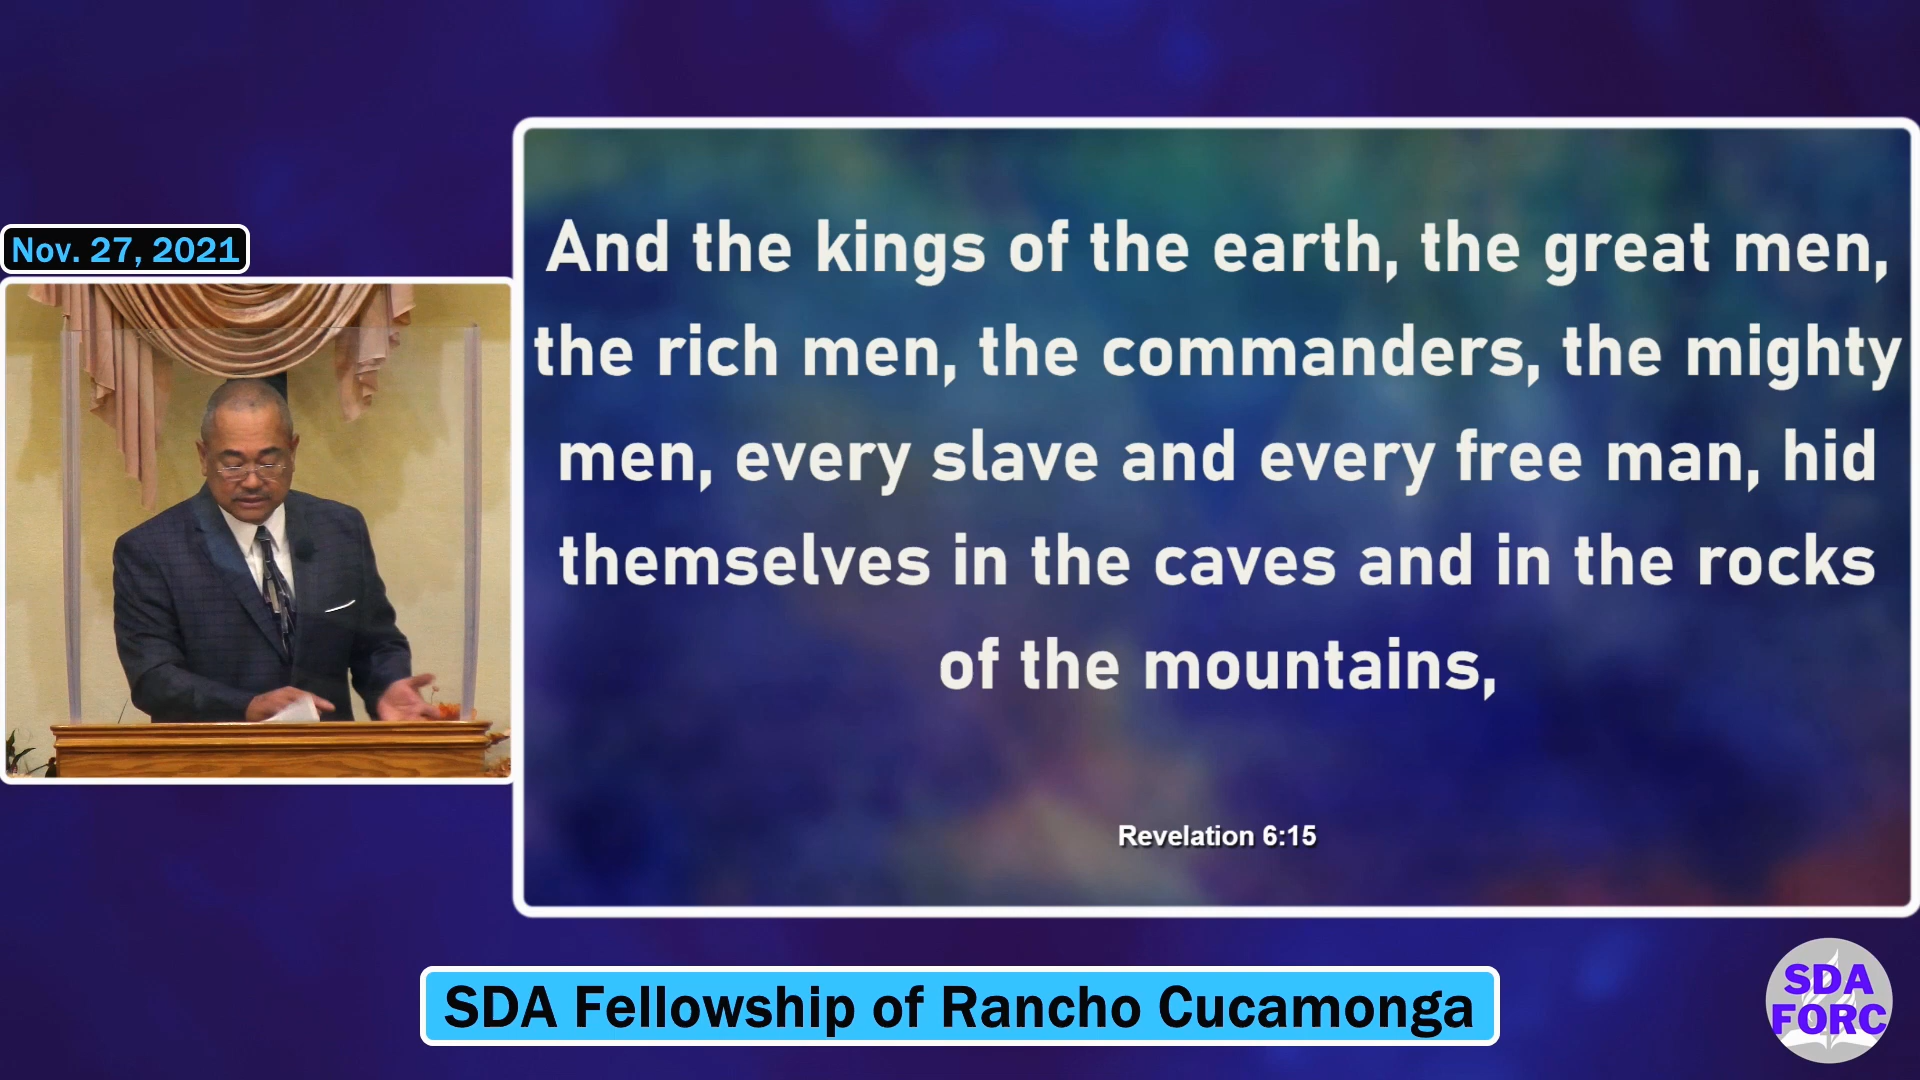 Nov. 27, 2021
And the kings of the earth, the great men,
the rich men, the commanders, the mighty
men, every slave and every free man, hid
themselves in the caves and in the rocks
of the mountains,
Revelation 6:15
SDA Fellowship of Rancho Cucamonga
SDA
FORC